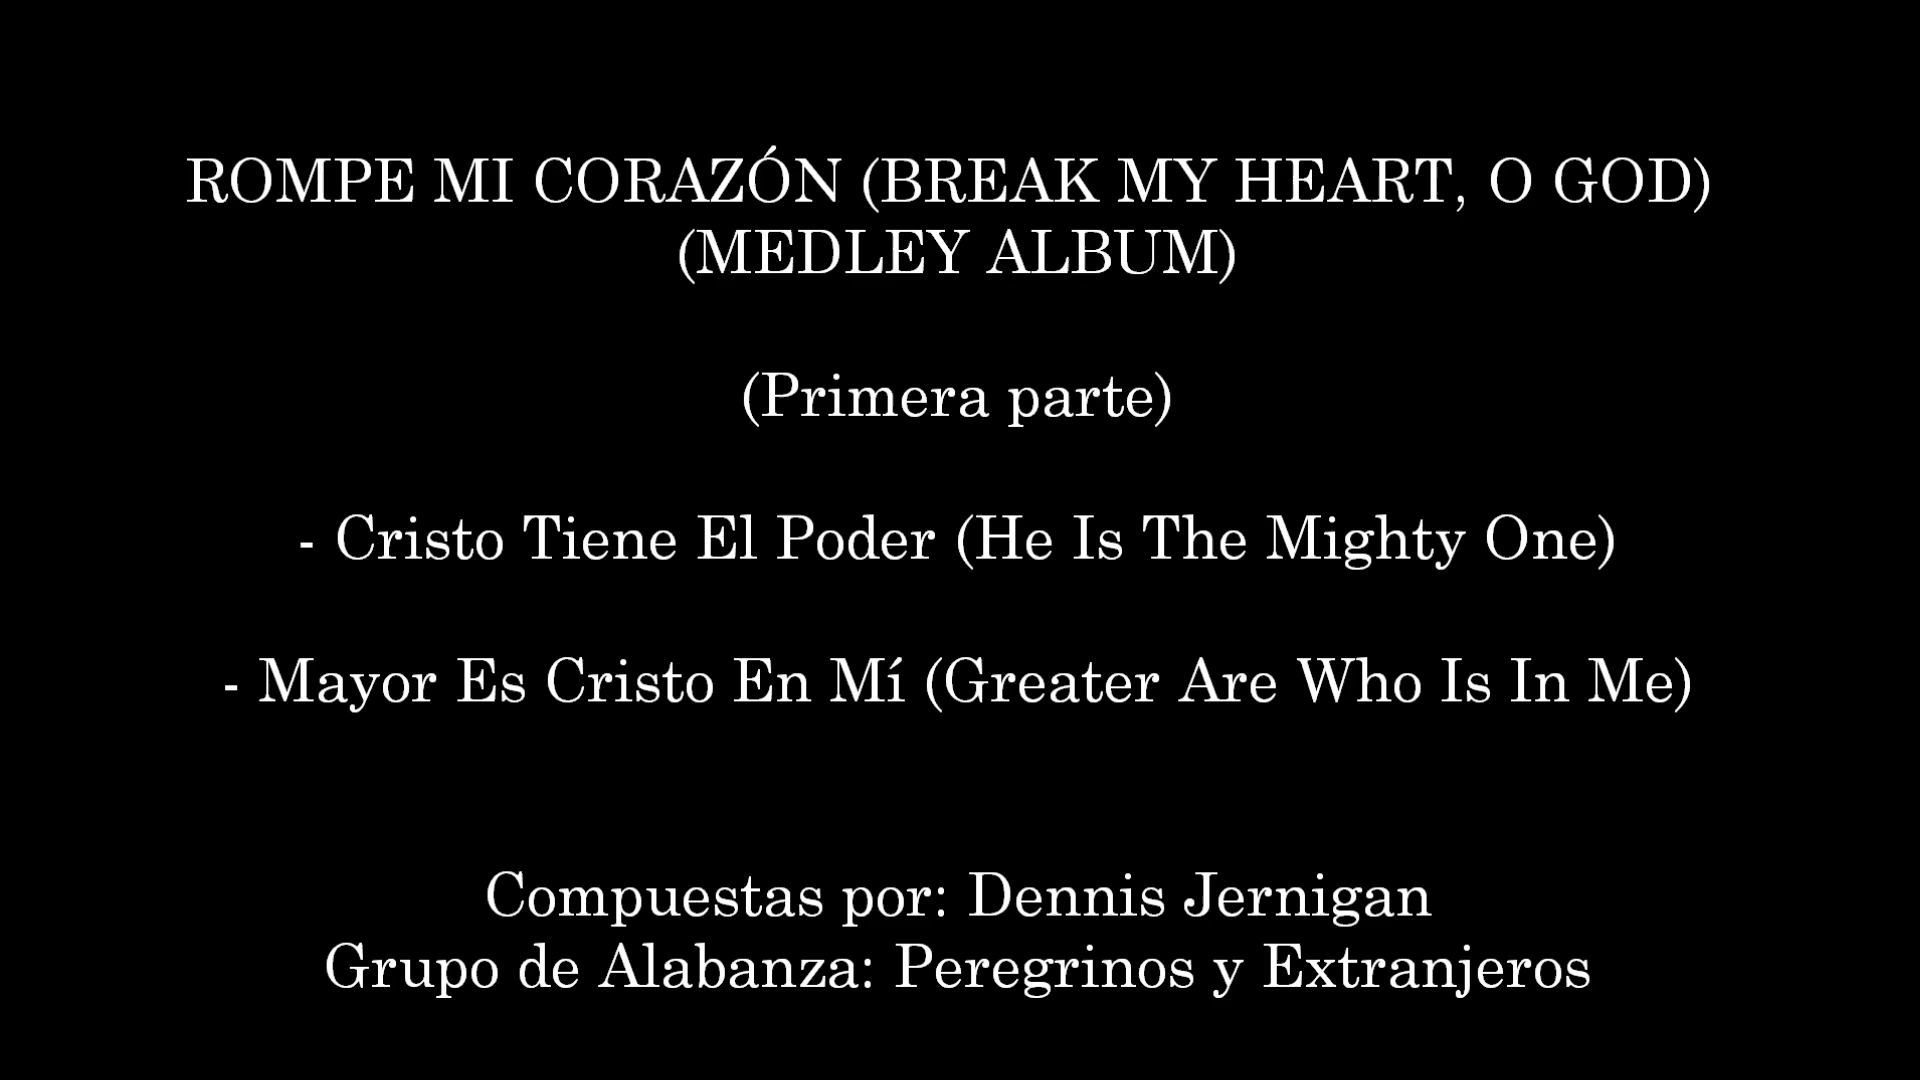 ROMPE MI CORAZÓN (BREAK MY HEART, O GOD)
(MEDLEY ALBUM)
(Primera parte)
- Cristo Tiene El Poder (He Is The Mighty One)
- Mayor Es Cristo En Mí (Greater Are Who Is In Me)
Compuestas por: Dennis Jernigan
Grupo de Alabanza: Peregrinos y Extranjeros